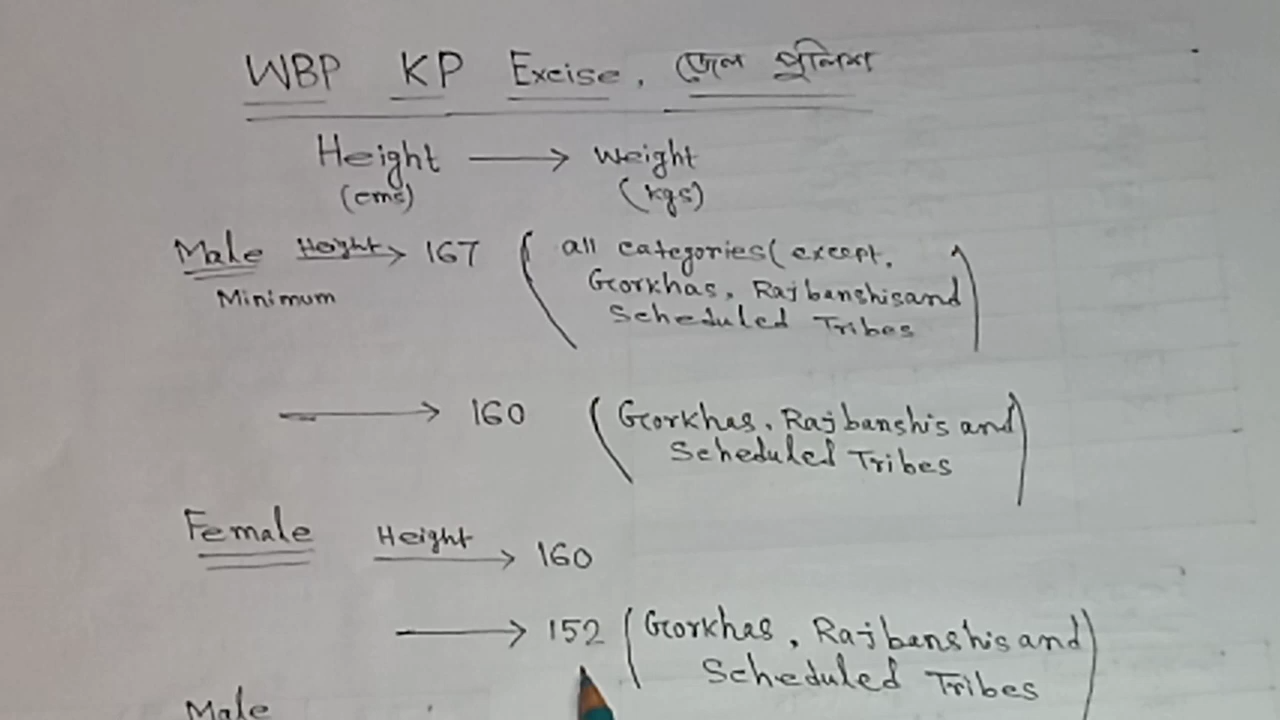 WBP KP Excise, জেল পুলিশ
Height → Weight
(cms) (kgs)
Male Height → 167 ( all categories ( except,
Minimum Gorkhas, Rajbanshis and
Scheduled Tribes )
→ 160 ( Gorkhas, Rajbanshis and
Scheduled Tribes )
Female Height → 160
→ 152 ( Gorkhas, Rajbanshis and
Scheduled Tribes )
Male